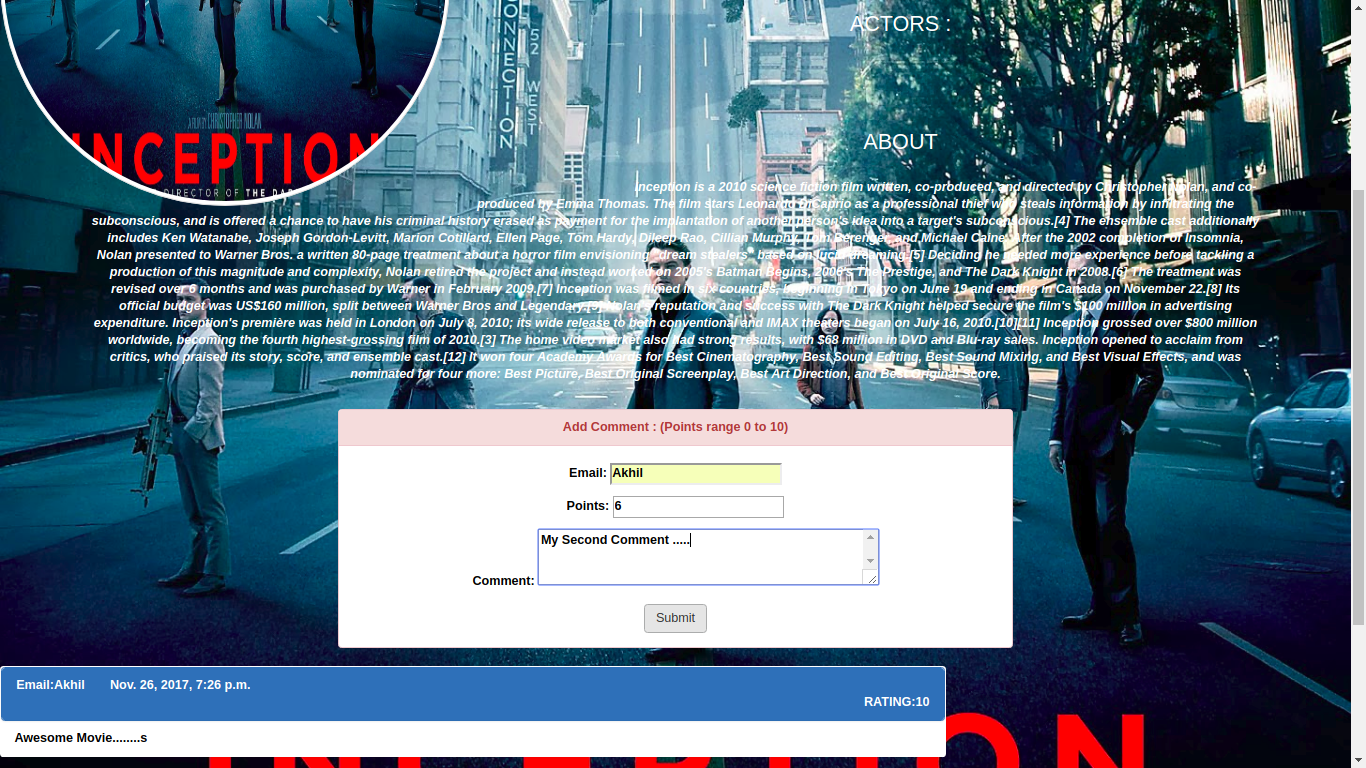 CONNECTION
52 WEST
ACTORS :
A FILM BY CHRISTOPHER NOLAN
INCEPTION
DIRECTOR OF THE DAR
ABOUT
Inception is a 2010 science fiction film written, co-produced, and directed by Christopher Nolan, and co-
produced by Emma Thomas. The film stars Leonardo DiCaprio as a professional thief who steals information by infiltrating the
subconscious, and is offered a chance to have his criminal history erased as payment for the implantation of another person's idea into a target's subconscious.[4] The ensemble cast additionally
includes Ken Watanabe, Joseph Gordon-Levitt, Marion Cotillard, Ellen Page, Tom Hardy, Dileep Rao, Cillian Murphy, Tom Berenger, and Michael Caine. After the 2002 completion of Insomnia,
Nolan presented to Warner Bros. a written 80-page treatment about a horror film envisioning "dream stealers" based on lucid dreaming.[5] Deciding he needed more experience before tackling a
production of this magnitude and complexity, Nolan retired the project and instead worked on 2005's Batman Begins, 2006's The Prestige, and The Dark Knight in 2008.[6] The treatment was
revised over 6 months and was purchased by Warner in February 2009.[7] Inception was filmed in six countries, beginning in Tokyo on June 19 and ending in Canada on November 22.[8] Its
official budget was US$160 million, split between Warner Bros and Legendary.[9] Nolan's reputation and success with The Dark Knight helped secure the film's $100 million in advertising
expenditure. Inception's première was held in London on July 8, 2010; its wide release to both conventional and IMAX theaters began on July 16, 2010.[10][11] Inception grossed over $800 million
worldwide, becoming the fourth highest-grossing film of 2010.[3] The home video market also had strong results, with $68 million in DVD and Blu-ray sales. Inception opened to acclaim from
critics, who praised its story, score, and ensemble cast.[12] It won four Academy Awards for Best Cinematography, Best Sound Editing, Best Sound Mixing, and Best Visual Effects, and was
nominated for four more: Best Picture, Best Original Screenplay, Best Art Direction, and Best Original Score.
Add Comment : (Points range 0 to 10)
Email: Akhil
Points: 6
My Second Comment .....
Comment:
Submit
Email:Akhil Nov. 26, 2017, 7:26 p.m.
RATING:10
Awesome Movie........s
INCEPTION